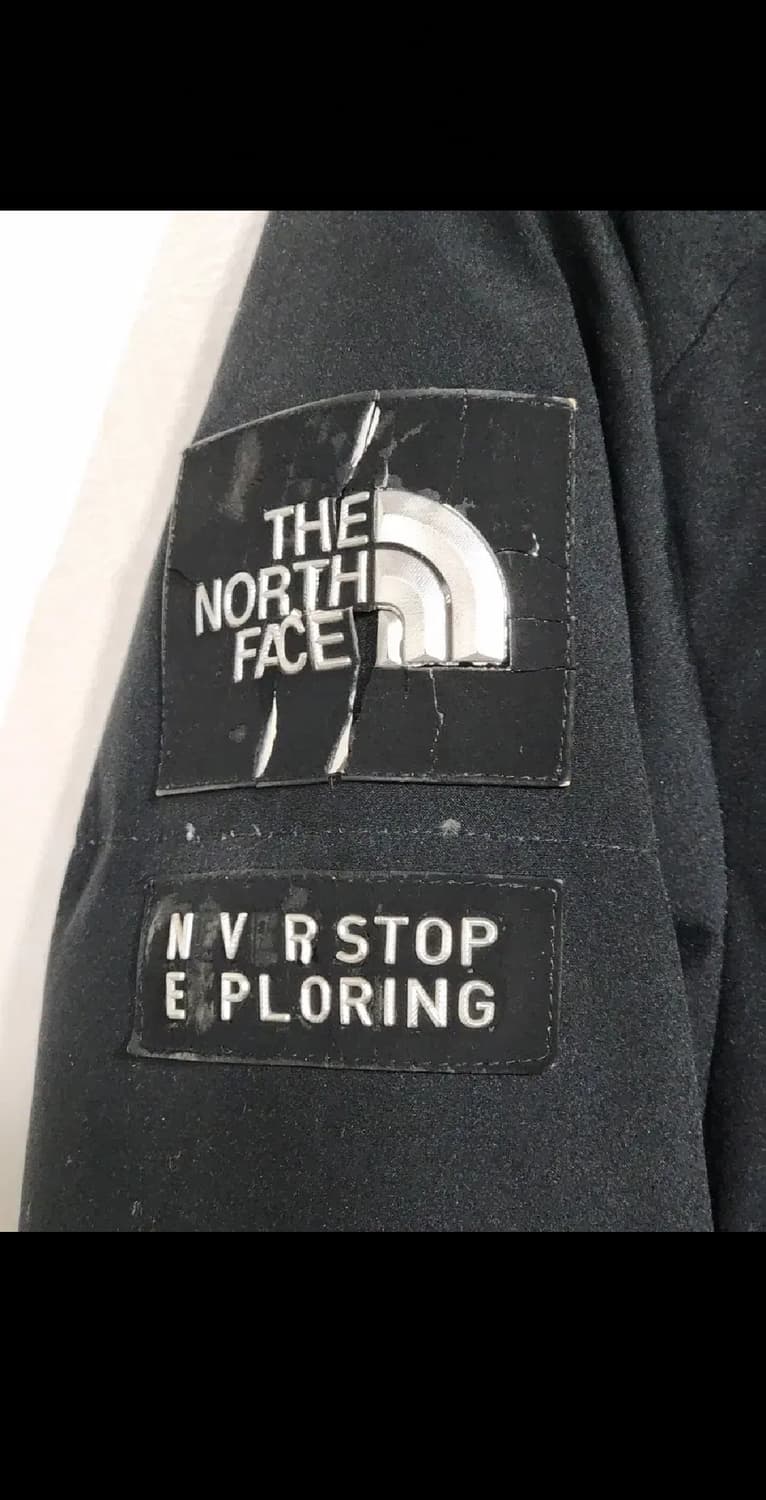 THE
NORTH
FACE
N V R STOP
E PLORING